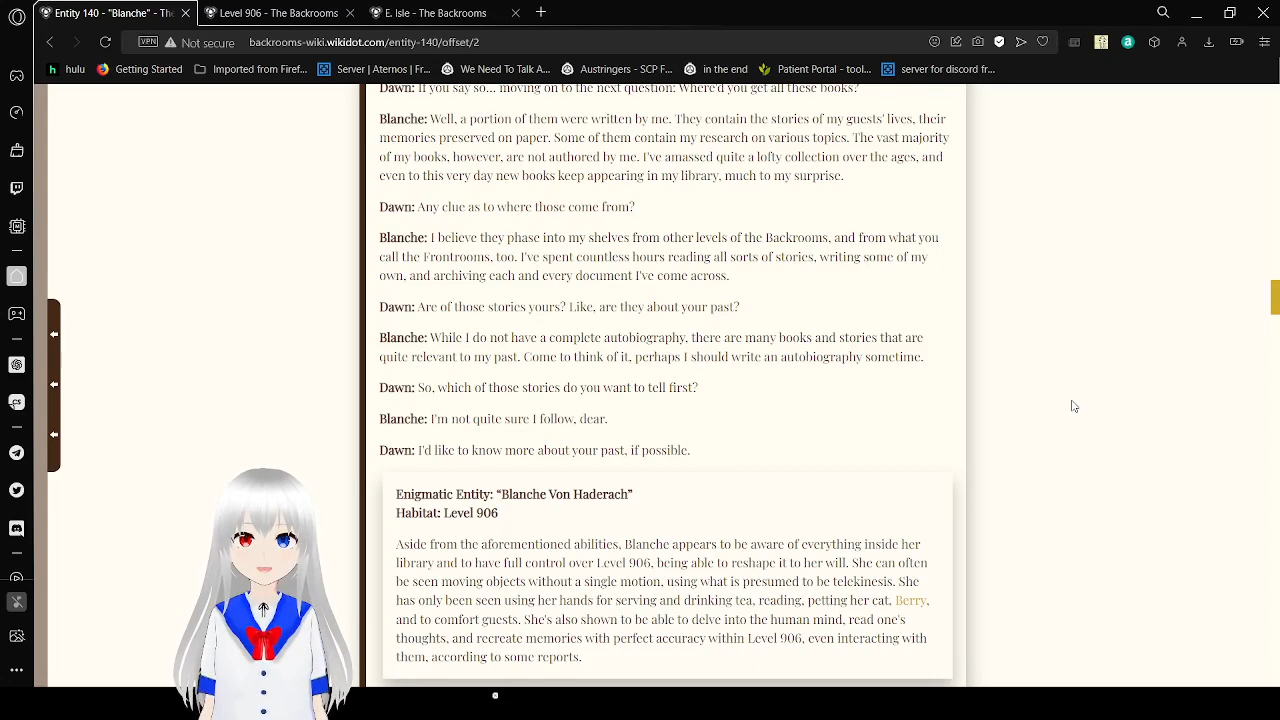 Entity 140 - "Blanche" - The
Level 906 - The Backrooms
E. Isle - The Backrooms
VPN
Not secure
backrooms-wiki.wikidot.com/entity-140/offset/2
hulu
Getting Started
Imported from Firef...
Server | Aternos | Fr...
We Need To Talk A...
Austringers - SCP F...
in the end
Patient Portal - tool...
server for discord fr...
Dawn: If you say so... moving on to the next question: Where'd you get all these books?
Blanche: Well, a portion of them were written by me. They contain the stories of my guests' lives, their
memories preserved on paper. Some of them contain my research on various topics. The vast majority
of my books, however, are not authored by me. I've amassed quite a lofty collection over the ages, and
even to this very day new books keep appearing in my library, much to my surprise.
Dawn: Any clue as to where those come from?
Blanche: I believe they phase into my shelves from other levels of the Backrooms, and from what you
call the Frontrooms, too. I've spent countless hours reading all sorts of stories, writing some of my
own, and archiving each and every document I've come across.
Dawn: Are of those stories yours? Like, are they about your past?
Blanche: While I do not have a complete autobiography, there are many books and stories that are
quite relevant to my past. Come to think of it, perhaps I should write an autobiography sometime.
Dawn: So, which of those stories do you want to tell first?
Blanche: I'm not quite sure I follow, dear.
Dawn: I'd like to know more about your past, if possible.
Enigmatic Entity: “Blanche Von Haderach”
Habitat: Level 906
Aside from the aforementioned abilities, Blanche appears to be aware of everything inside her
library and to have full control over Level 906, being able to reshape it to her will. She can often
be seen moving objects without a single motion, using what is presumed to be telekinesis. She
has only been seen using her hands for serving and drinking tea, reading, petting her cat, Berry,
and to comfort guests. She's also shown to be able to delve into the human mind, read one's
thoughts, and recreate memories with perfect accuracy within Level 906, even interacting with
them, according to some reports.